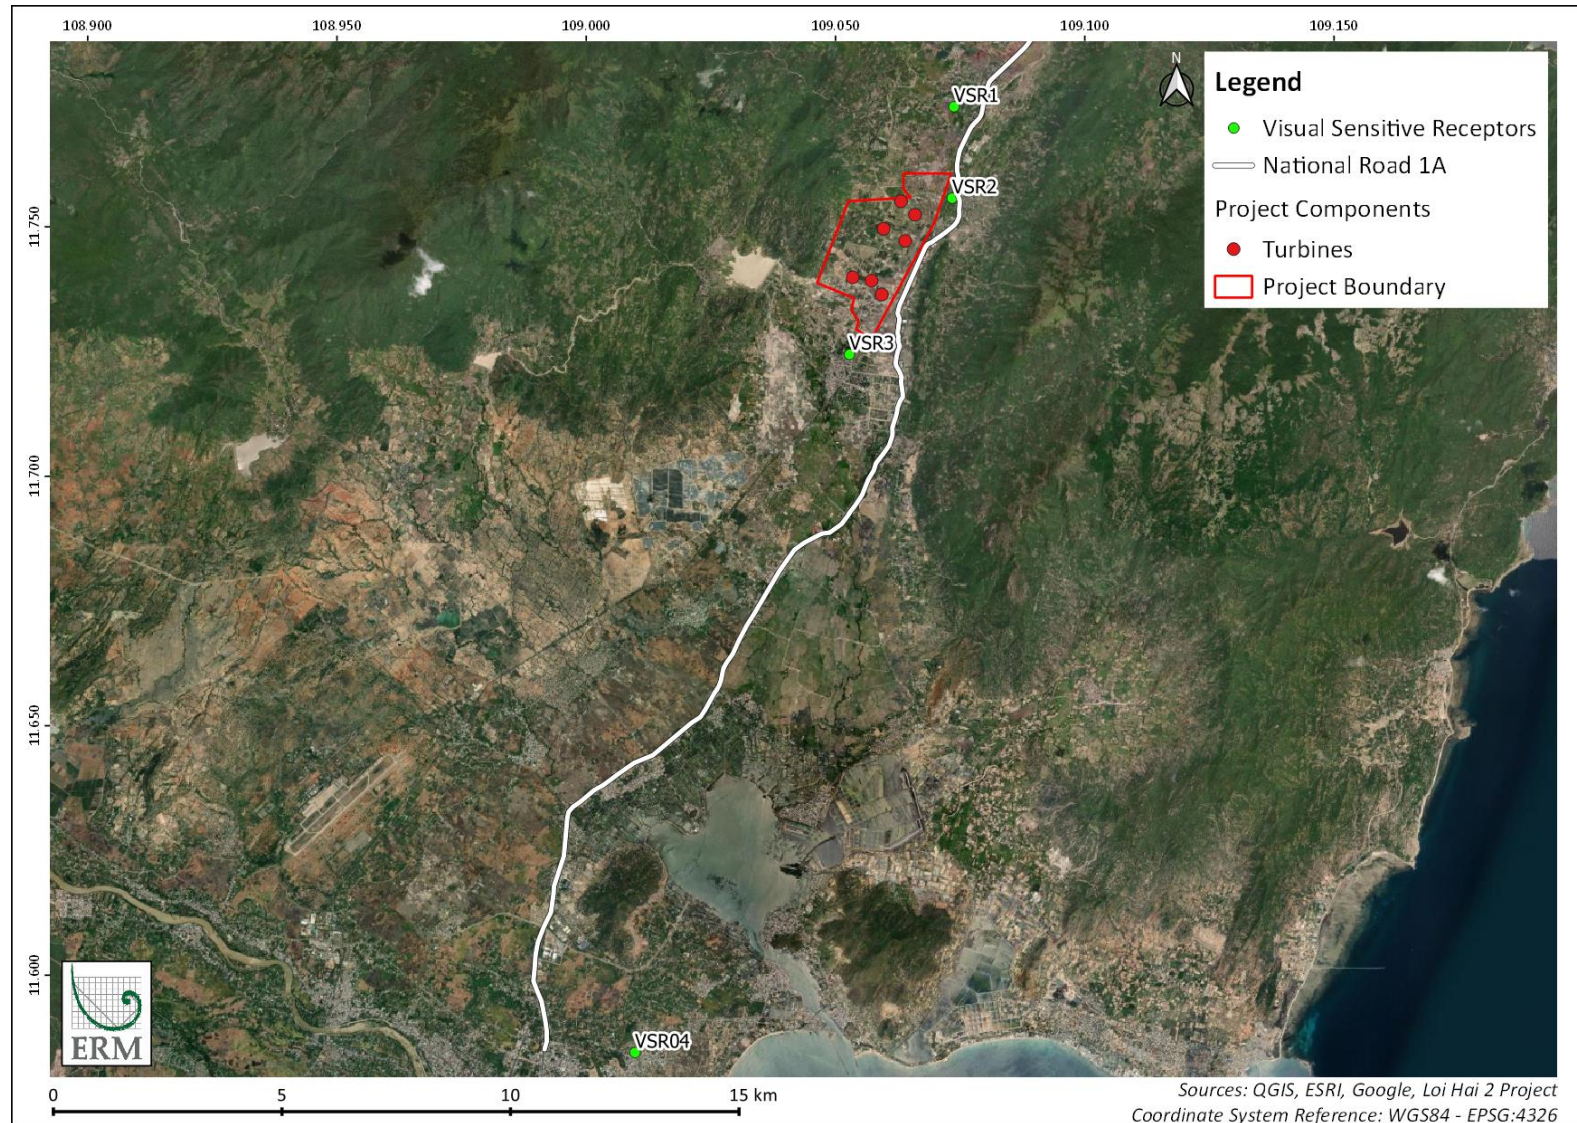 108.900 108.950 109.000 109.050 109.100 109.150
N
Legend
Visual Sensitive Receptors
National Road 1A
Project Components
Turbines
Project Boundary
VSR1
VSR2
VSR3
VSR04
11.750
11.700
11.650
11.600
ERM
0 5 10 15 km
Sources: QGIS, ESRI, Google, Loi Hai 2 Project
Coordinate System Reference: WGS84 - EPSG:4326